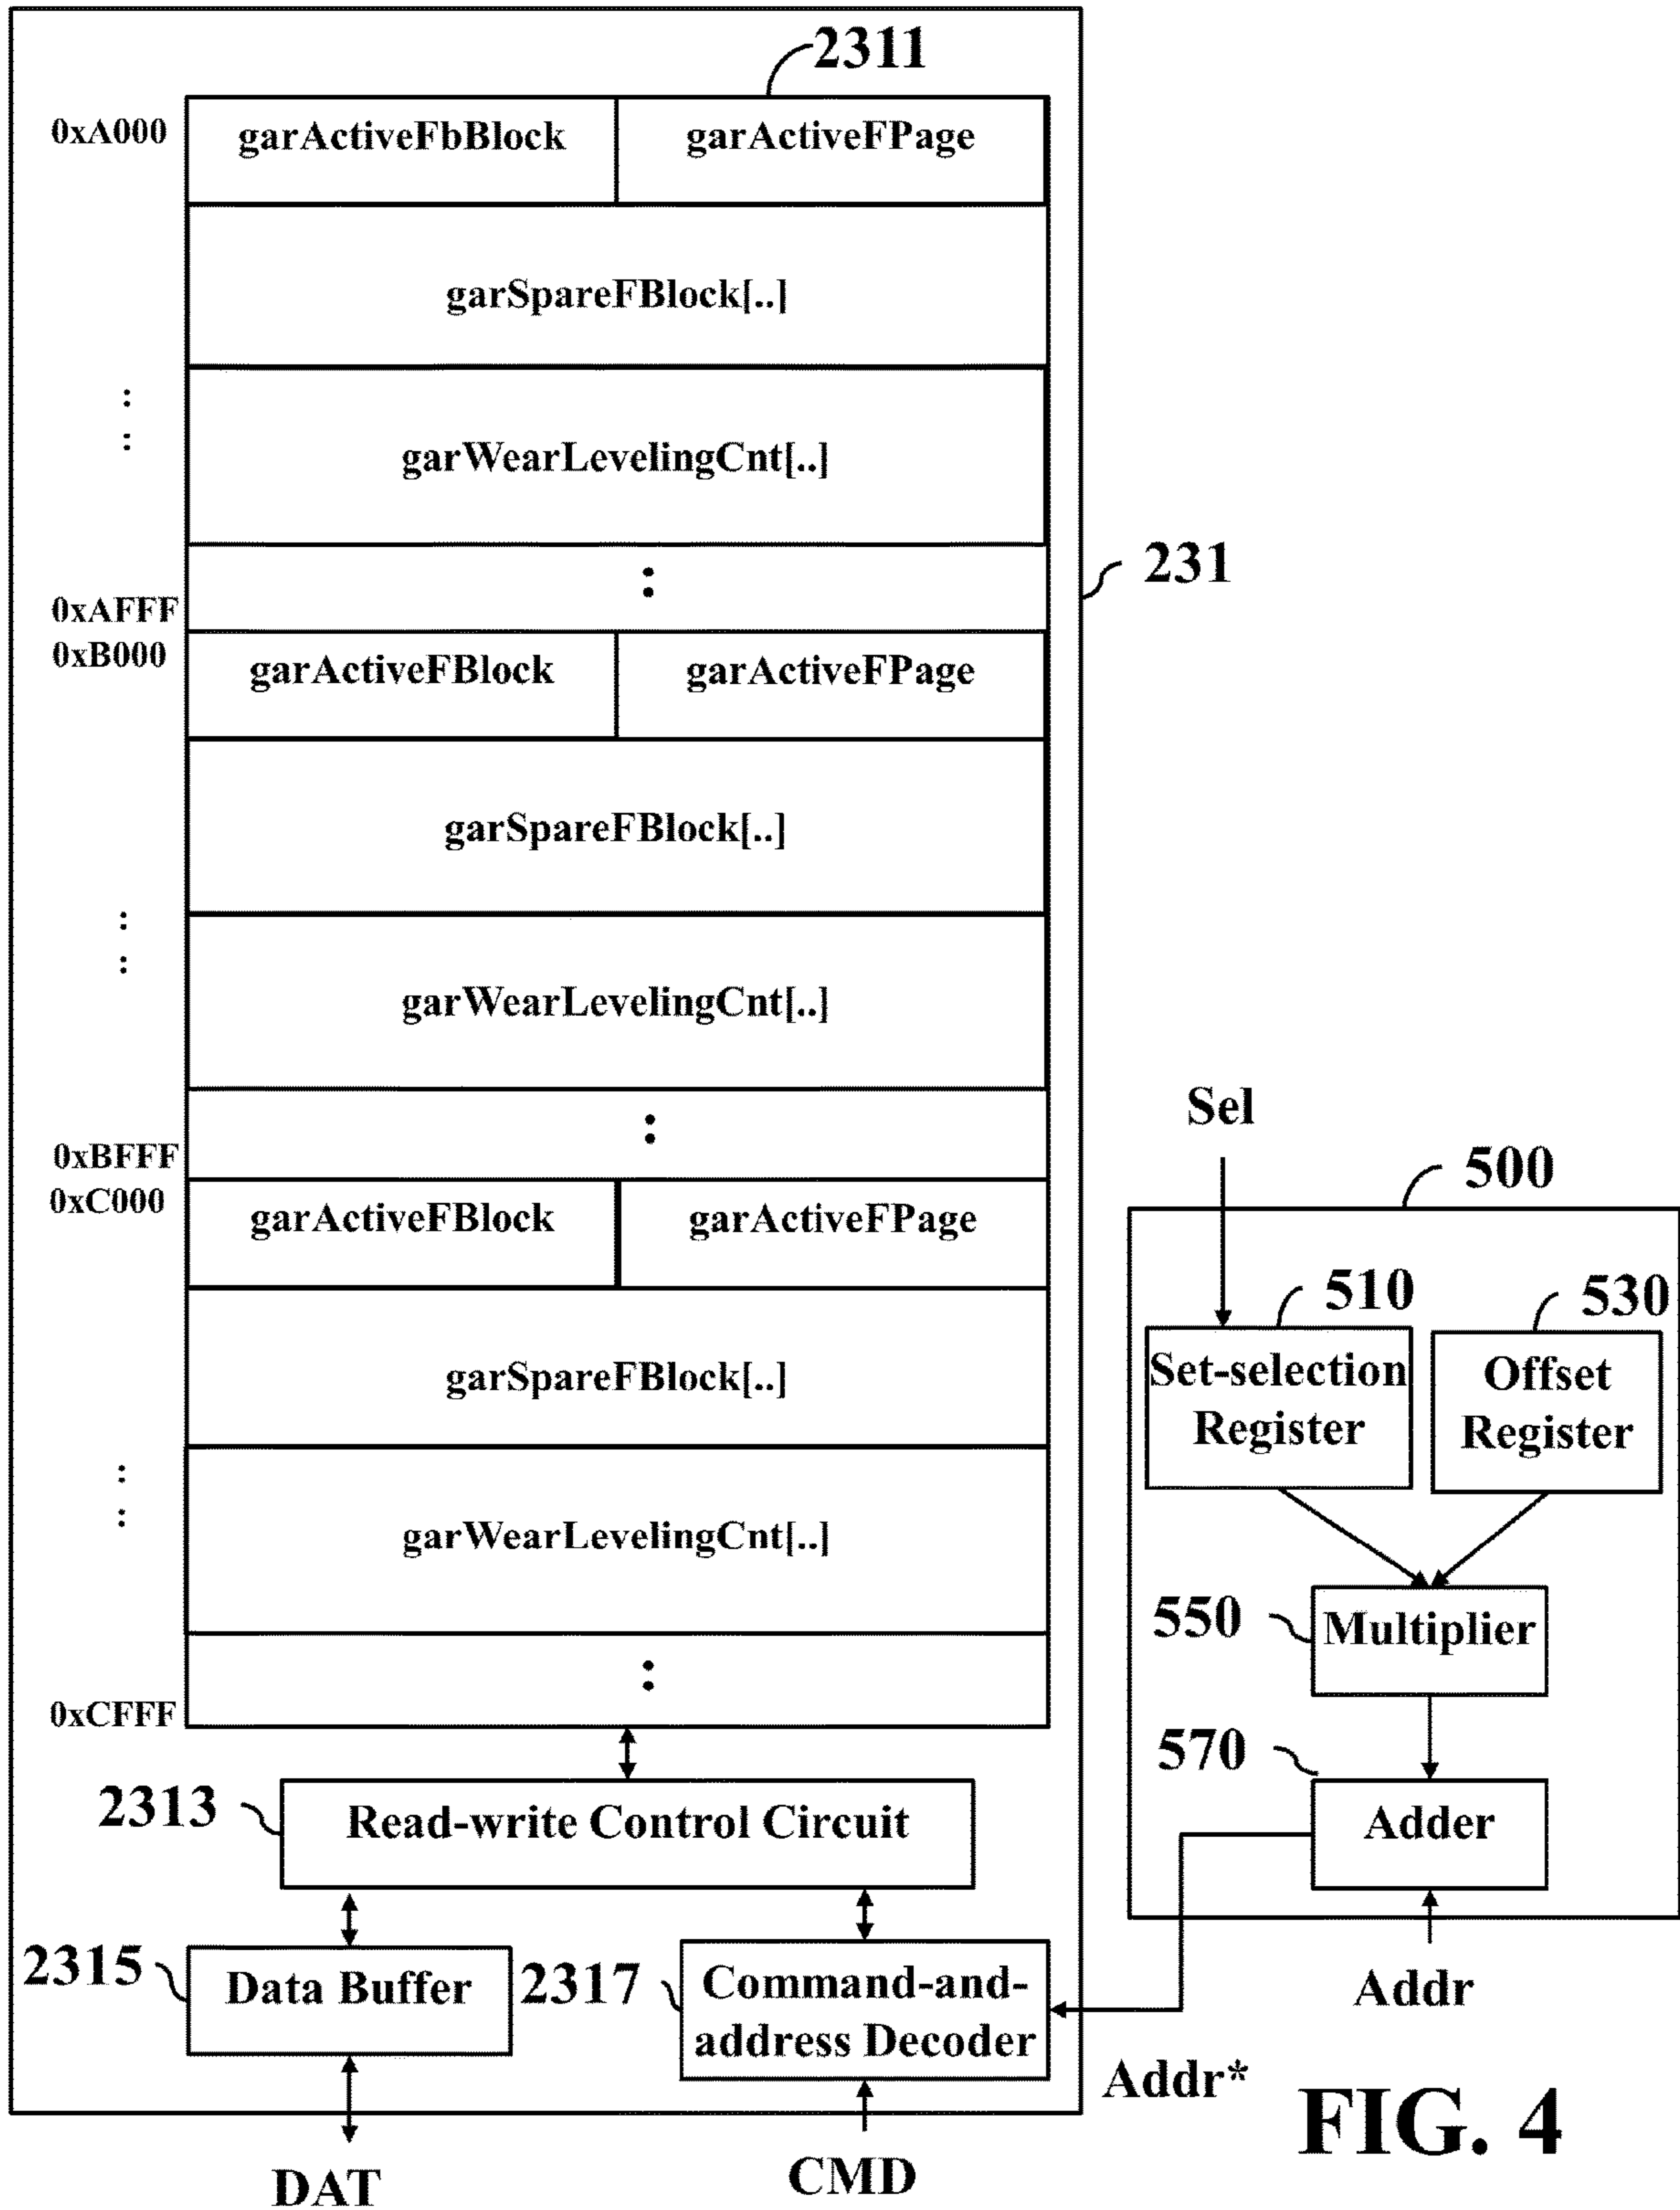 2311
0xA000
garActiveFbBlock
garActiveFPage
garSpareFBlock[..]
:
:
garWearLevelingCnt[..]
:
231
0xAFFF
0xB000
garActiveFBlock
garActiveFPage
garSpareFBlock[..]
:
:
garWearLevelingCnt[..]
:
0xBFFF
0xC000
garActiveFBlock
garActiveFPage
garSpareFBlock[..]
:
:
garWearLevelingCnt[..]
:
0xCFFF
2313
Read-write Control Circuit
2315
Data Buffer
2317
Command-and-
address Decoder
DAT
CMD
Sel
500
510
530
Set-selection
Register
Offset
Register
550
Multiplier
570
Adder
Addr
Addr*
FIG. 4